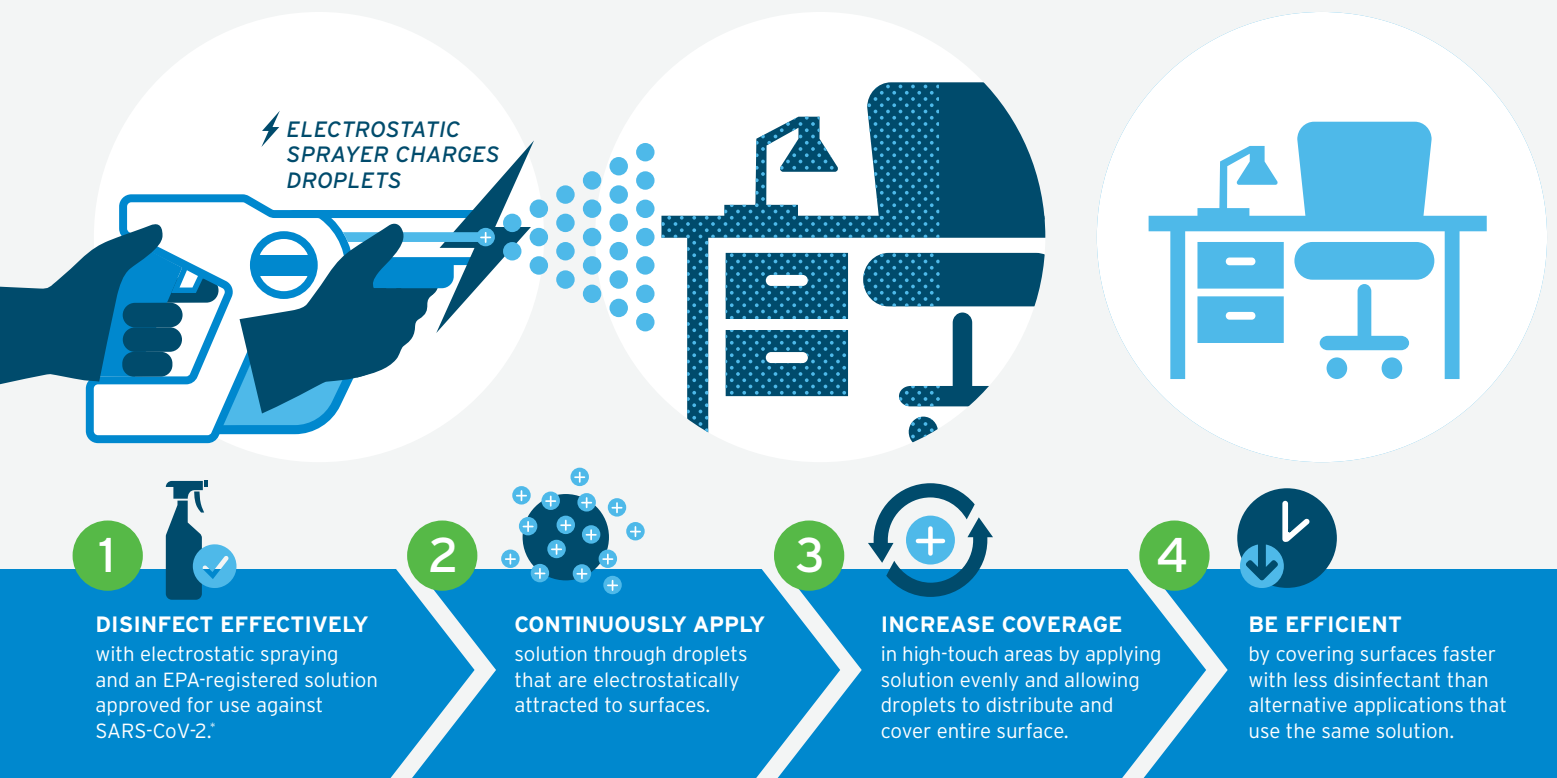 ELECTROSTATIC
SPRAYER CHARGES
DROPLETS
1
DISINFECT EFFECTIVELY
with electrostatic spraying
and an EPA-registered solution
approved for use against
SARS-CoV-2.*
2
CONTINUOUSLY APPLY
solution through droplets
that are electrostatically
attracted to surfaces.
3
INCREASE COVERAGE
in high-touch areas by applying
solution evenly and allowing
droplets to distribute and
cover entire surface.
4
BE EFFICIENT
by covering surfaces faster
with less disinfectant than
alternative applications that
use the same solution.